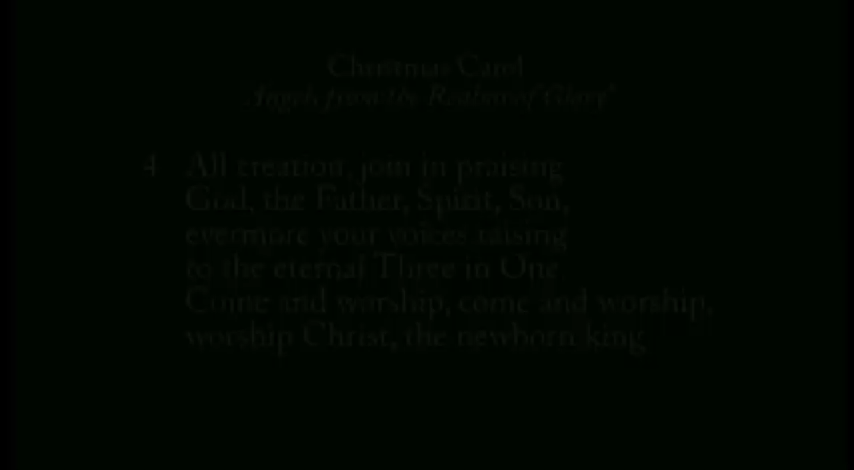 Christmas Carol
'Angels from the Realms of Glory'
4 All creation, join in praising
God, the Father, Spirit, Son,
evermore your voices raising
to the eternal Three in One.
Come and worship, come and worship,
worship Christ, the newborn king.